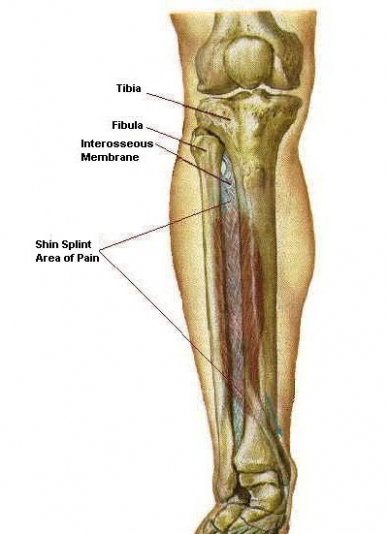 Tibia
Fibula
Interosseous
Membrane
Shin Splint
Area of Pain